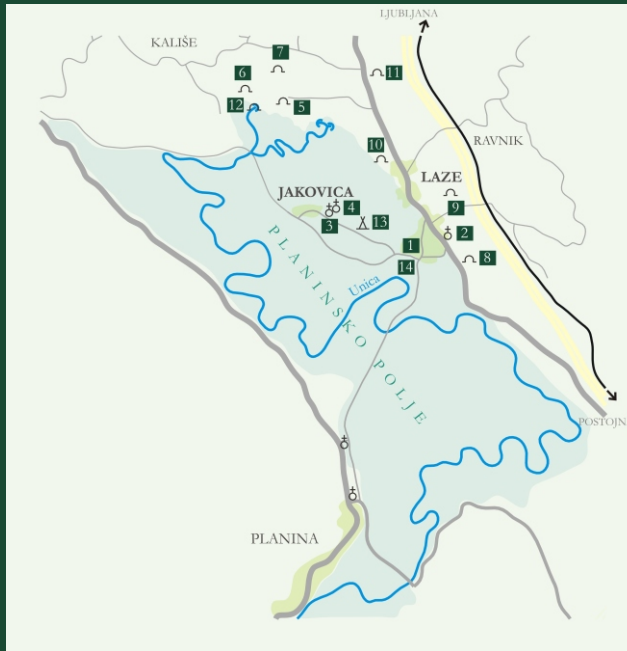 LJUBLJANA
KALIŠE
7
6
11
12
5
RAVNIK
10
LAZE
JAKOVICA
4
9
3
13
2
1
8
14
Unica
PLANINSKO POLJE
POSTOJN
PLANINA